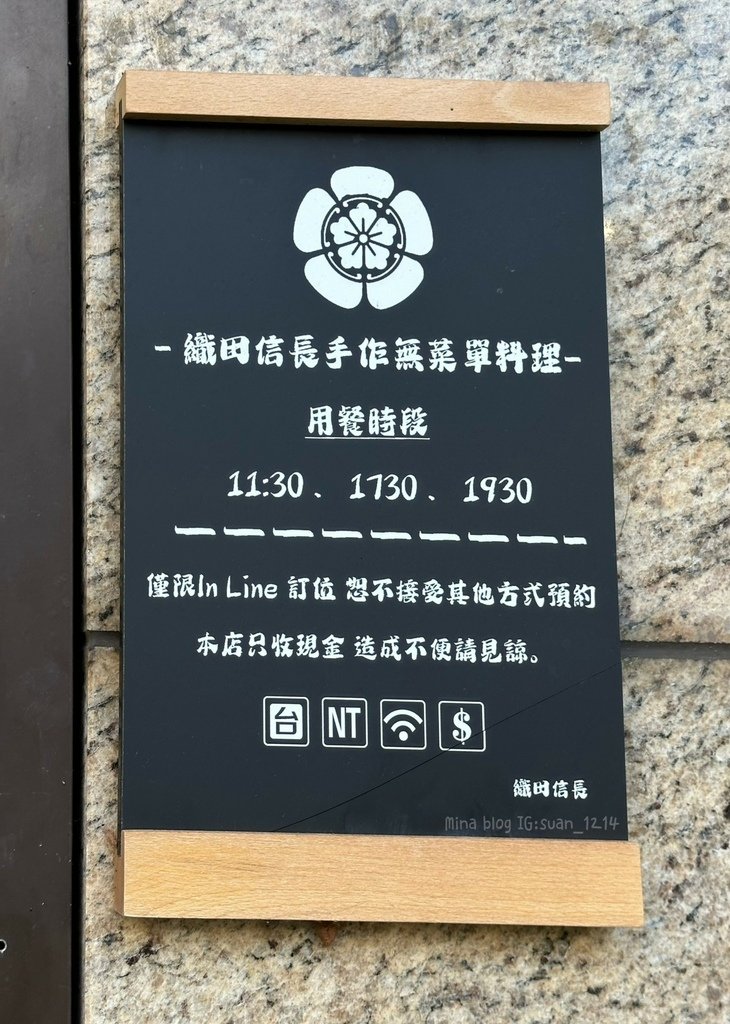 - 織田信長手作無菜單料理-
用餐時段
11:30、1730、1930
僅限In Line 訂位 恕不接受其他方式預約
本店只收現金 造成不便請見諒。
台 NT $
織田信長
Mina blog IG:suan_1214